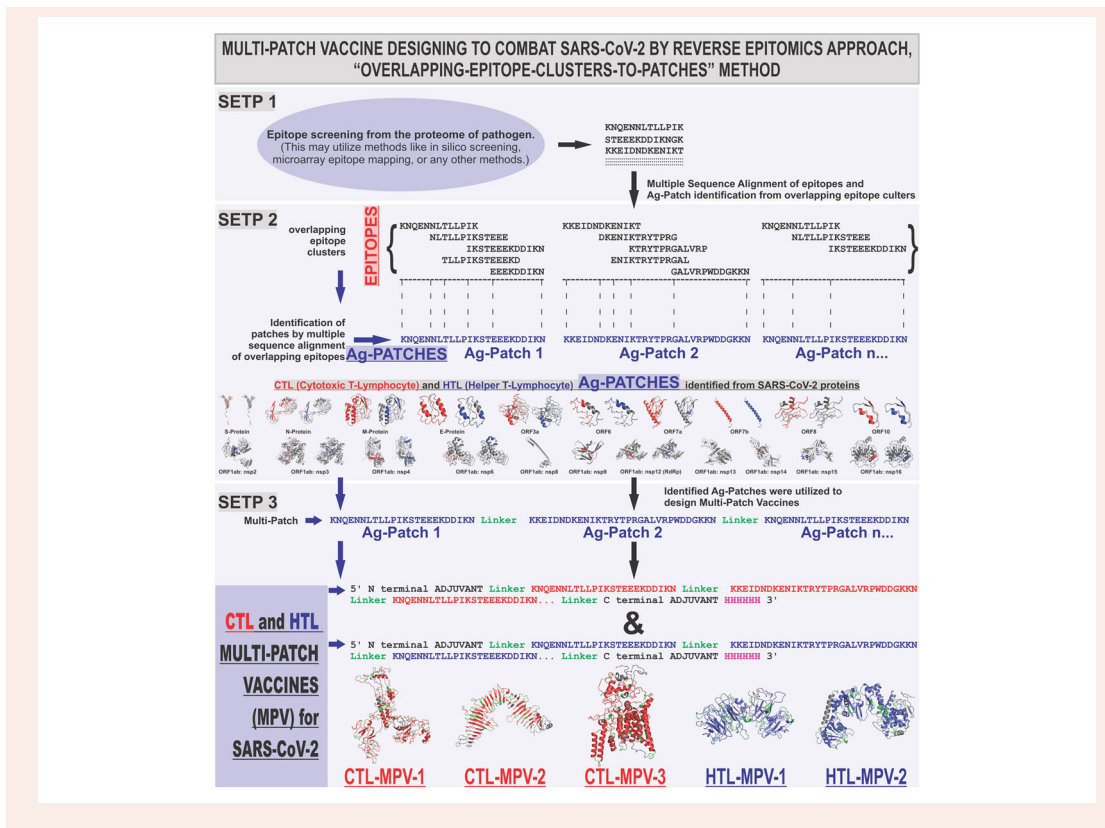 MULTI-PATCH VACCINE DESIGNING TO COMBAT SARS-CoV-2 BY REVERSE EPITOMICS APPROACH,
“OVERLAPPING-EPITOPE-CLUSTERS-TO-PATCHES” METHOD
SETP 1
Epitope screening from the proteome of pathogen.
(This may utilize methods like in silico screening,
microarray epitope mapping, or any other methods.)
KNQENNLTLLPIK
STEEEKDDIKNGK
KKEIDNDKENIKT
Multiple Sequence Alignment of epitopes and
Ag-Patch identification from overlapping epitope culters
SETP 2
overlapping
epitope
clusters
EPITOPES
KNQENNLTLLPIK
NLTLLPIKSTEEE
IKSTEEEKDDIKN
TLLPIKSTEEEKD
EEEKDDIKN
KKEIDNDKENIKT
DKENIKTRYTPRG
KTRYTPRGALVRP
ENIKTRYTPRGAL
GALVRPWDDGKKN
KNQENNLTLLPIK
NLTLLPIKSTEEE
IKSTEEEKDDIKN
Identification of
patches by multiple
sequence alignment
of overlapping epitopes
Ag-PATCHES
KNQENNLTLLPIKSTEEEKDDIKN
KKEIDNDKENIKTRYTPRGALVRPWDDGKKN
KNQENNLTLLPIKSTEEEKDDIKN
Ag-Patch 1
Ag-Patch 2
Ag-Patch n...
CTL (Cytotoxic T-Lymphocyte) and HTL (Helper T-Lymphocyte) Ag-PATCHES identified from SARS-CoV-2 proteins
S-Protein
N-Protein
M-Protein
E-Protein
ORF3a
ORF6
ORF7a
ORF7b
ORF8
ORF10
ORF1ab: nsp2
ORF1ab: nsp3
ORF1ab: nsp4
ORF1ab: nsp6
ORF1ab: nsp8
ORF1ab: nsp9
ORF1ab: nsp12 (RdRp)
ORF1ab: nsp13
ORF1ab: nsp14
ORF1ab: nsp15
ORF1ab: nsp16
SETP 3
Identified Ag-Patches were utilized to
design Multi-Patch Vaccines
Multi-Patch
KNQENNLTLLPIKSTEEEKDDIKN Linker KKEIDNDKENIKTRYTPRGALVRPWDDGKKN Linker KNQENNLTLLPIKSTEEEKDDIKN
Ag-Patch 1
Ag-Patch 2
Ag-Patch n...
CTL and HTL
MULTI-PATCH
VACCINES
(MPV) for
SARS-CoV-2
5' N terminal ADJUVANT Linker KNQENNLTLLPIKSTEEEKDDIKN Linker KKEIDNDKENIKTRYTPRGALVRPWDDGKKN
Linker KNQENNLTLLPIKSTEEEKDDIKN... Linker C terminal ADJUVANT HHHHHH 3'
&
5' N terminal ADJUVANT Linker KNQENNLTLLPIKSTEEEKDDIKN Linker KKEIDNDKENIKTRYTPRGALVRPWDDGKKN
Linker KNQENNLTLLPIKSTEEEKDDIKN... Linker C terminal ADJUVANT HHHHHH 3'
CTL-MPV-1
CTL-MPV-2
CTL-MPV-3
HTL-MPV-1
HTL-MPV-2